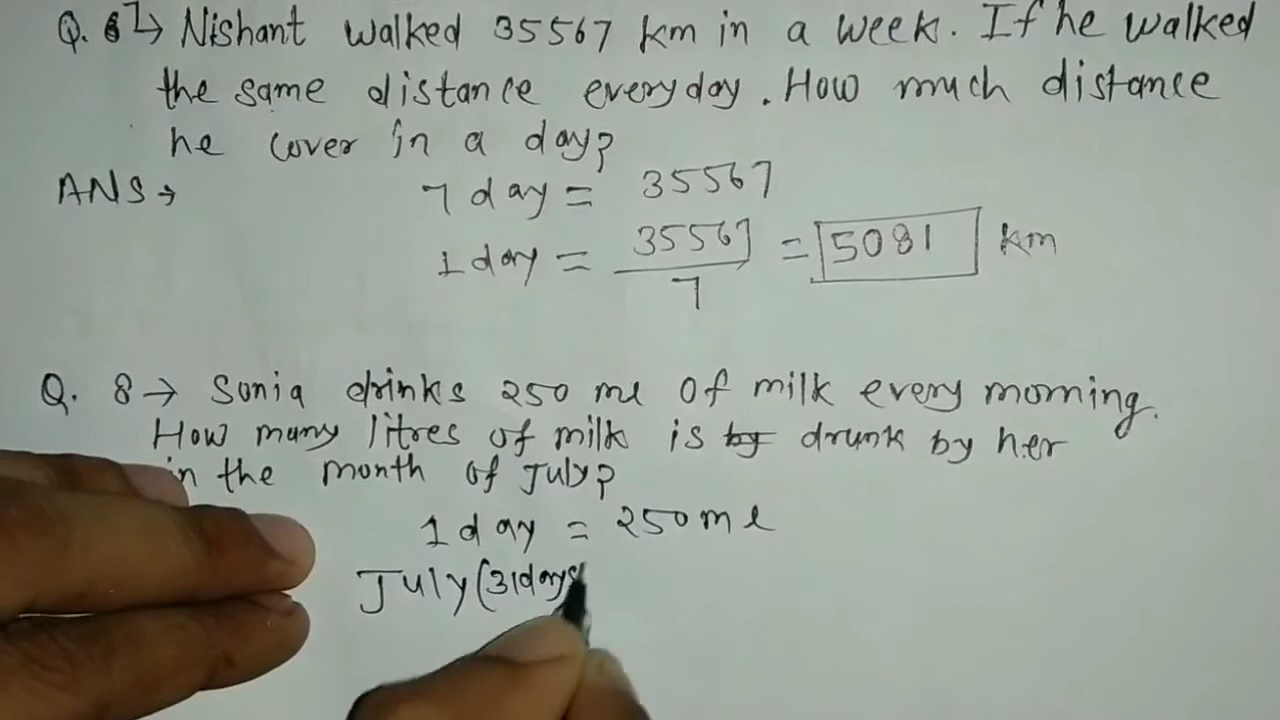 Q. 7→ Nishant walked 35567 km in a week. If he walked
the same distance everyday. How much distance
he cover in a day?
ANS→ 7 day = 35567
1 day = 35567/7 = 5081 km
Q. 8→ Sonia drinks 250 ml of milk every morning.
How many litres of milk is by drunk by her
in the month of July?
1 day = 250 ml
July (31days